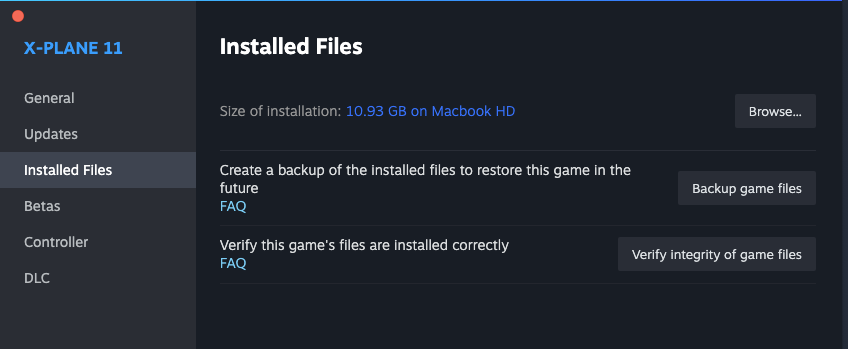 X-PLANE 11
General
Updates
Installed Files
Betas
Controller
DLC
Installed Files
Size of installation: 10.93 GB on Macbook HD
Browse...
Create a backup of the installed files to restore this game in the
future
FAQ
Backup game files
Verify this game's files are installed correctly
FAQ
Verify integrity of game files